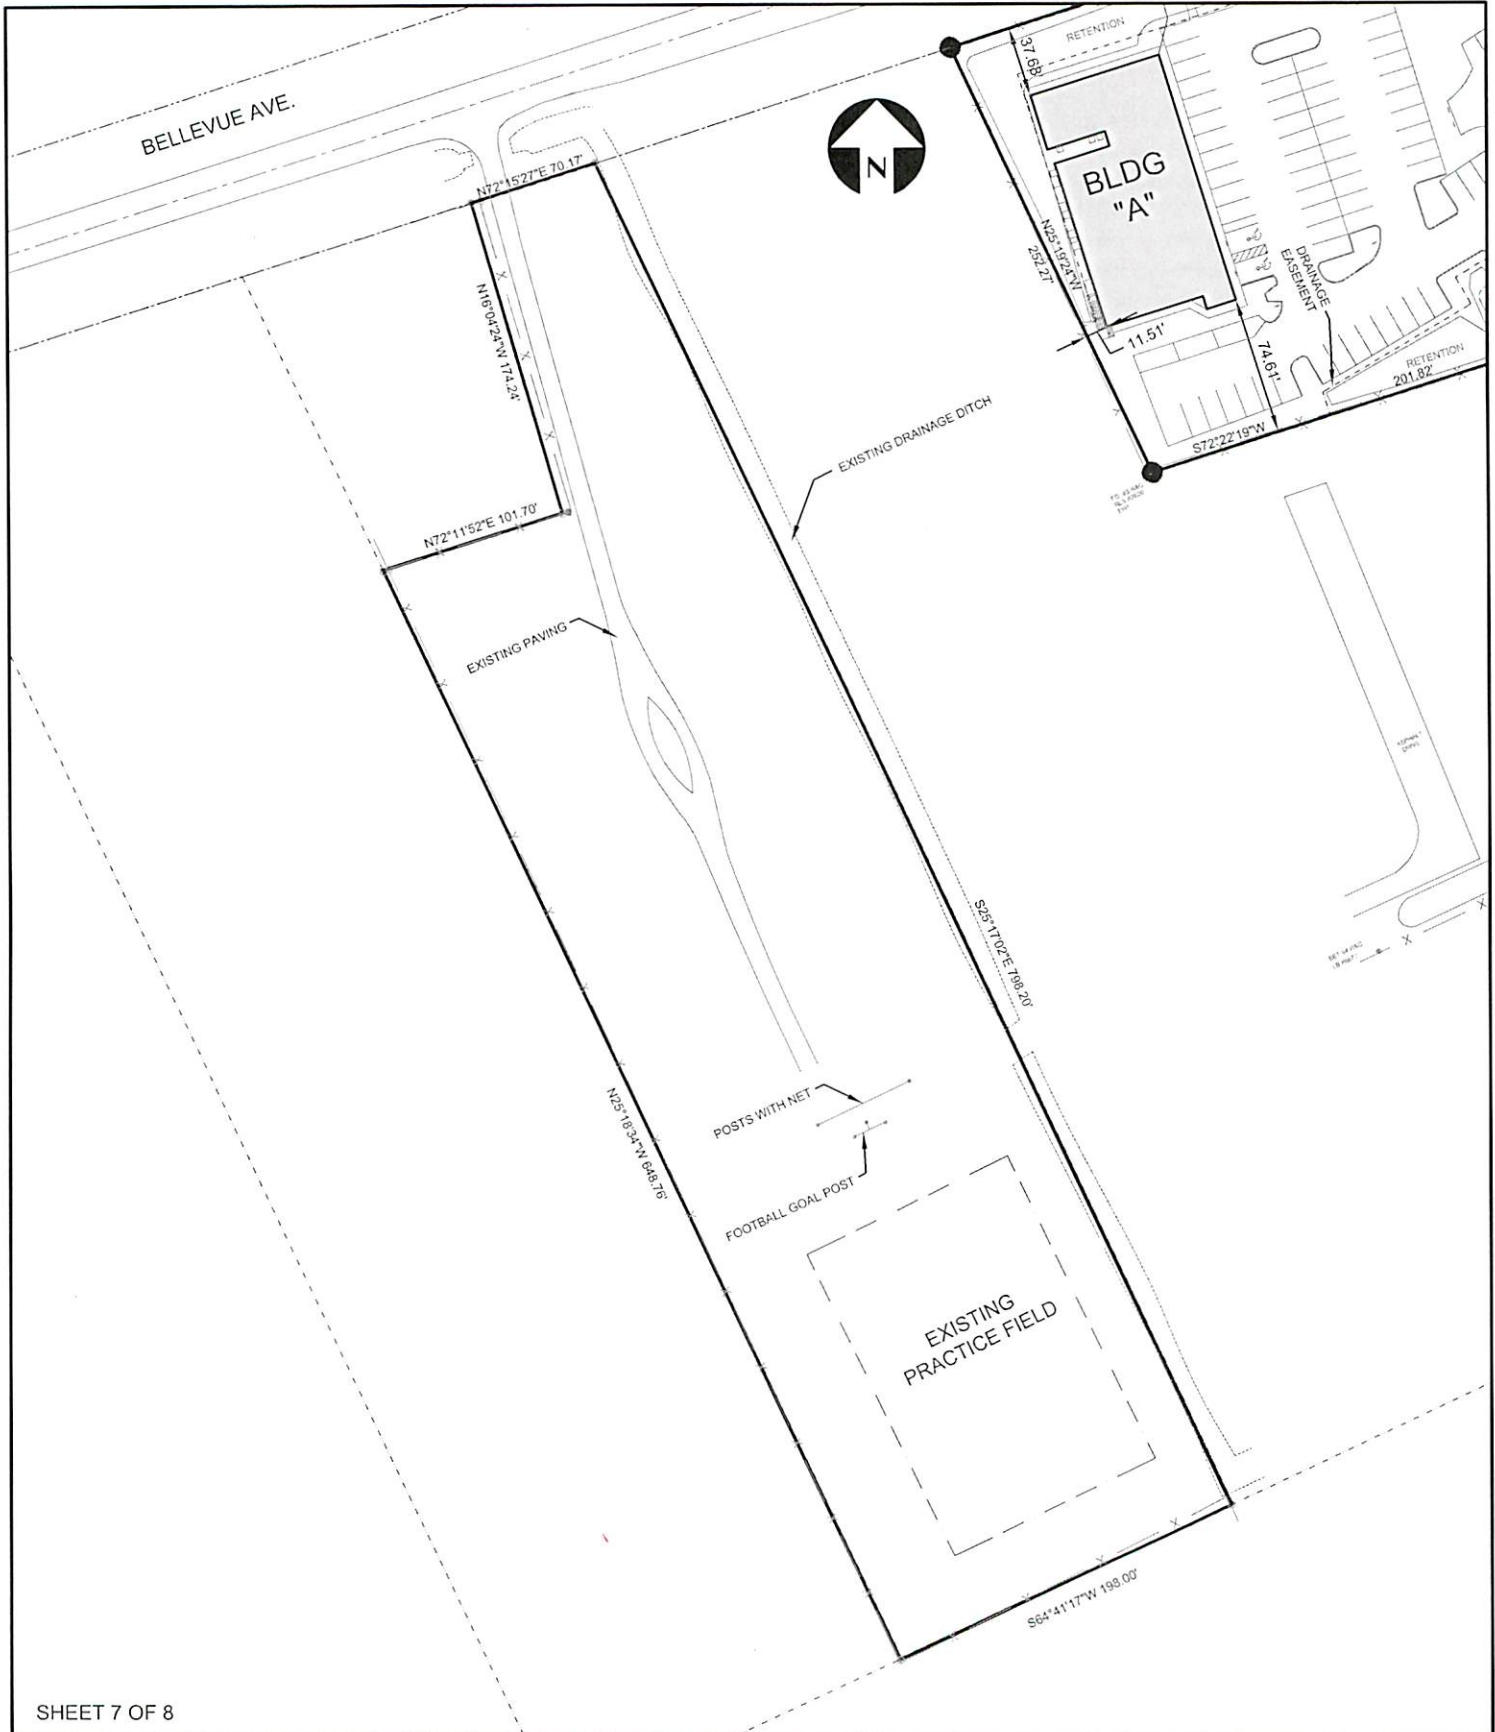 BELLEVUE AVE.
RETENTION
37.68'
N
BLDG
"A"
N72°15'27"E 70.17'
N25°19'24"W
252.27'
DRAINAGE
EASEMENT
N16°04'24"W 174.24'
11.51'
74.61'
RETENTION
201.82'
S72°22'19"W
EXISTING DRAINAGE DITCH
N72°11'52"E 101.70'
EXISTING PAVING
ASPHALT
DRIVE
S25°17'02"E 798.20'
N25°18'34"W 648.76'
POSTS WITH NET
FOOTBALL GOAL POST
EXISTING
PRACTICE FIELD
S64°41'17"W 198.00'
SHEET 7 OF 8